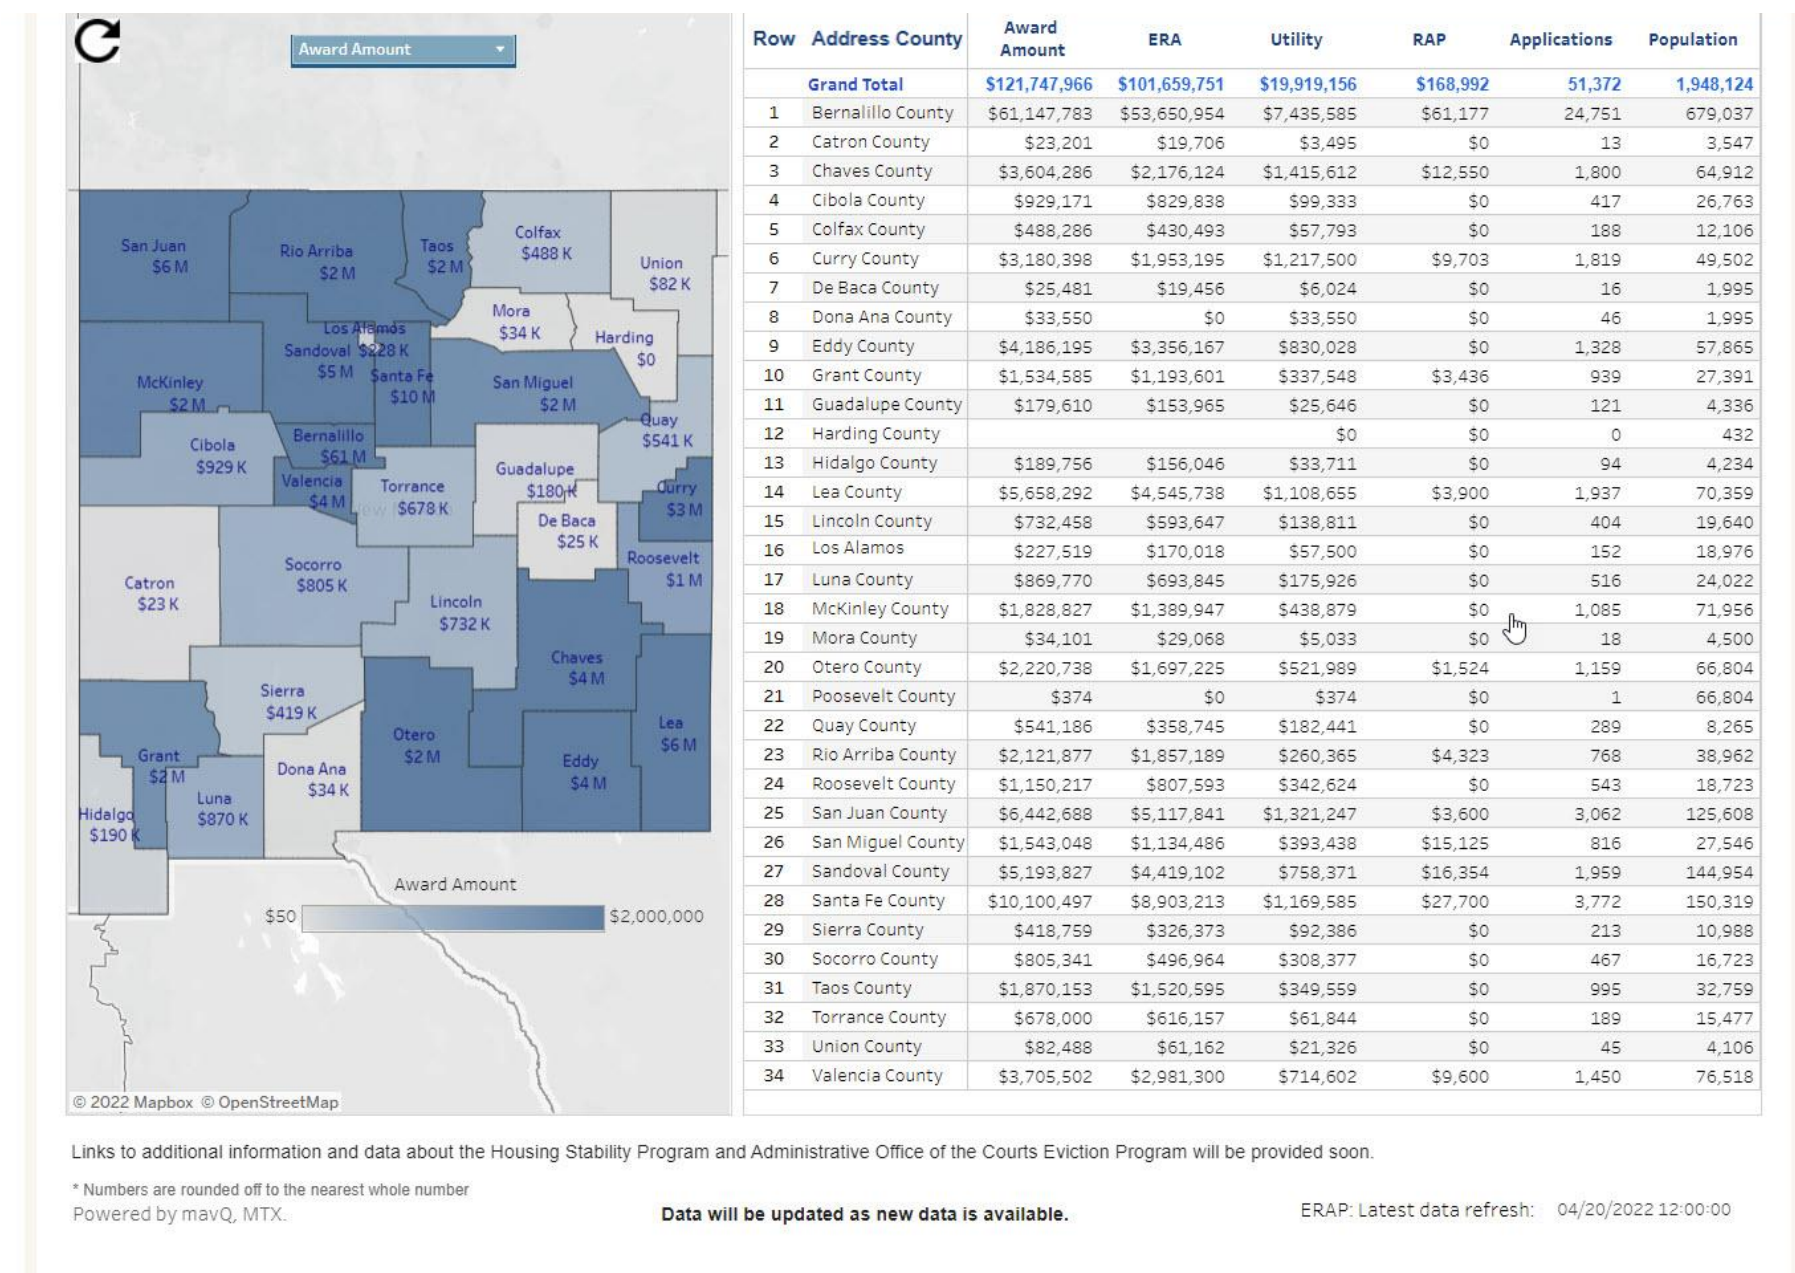 Award Amount
San Juan
$6 M
Rio Arriba
$2 M
Taos
$2 M
Colfax
$488 K
Union
$82 K
Mora
$34 K
Harding
$0
Los Alamos
$228 K
Sandoval
$5 M
Santa Fe
$10 M
San Miguel
$2 M
McKinley
$2 M
Quay
$541 K
Cibola
$929 K
Bernalillo
$61 M
Valencia
$4 M
Torrance
$678 K
Guadalupe
$180 K
Curry
$3 M
De Baca
$25 K
Roosevelt
$1 M
Catron
$23 K
Socorro
$805 K
Lincoln
$732 K
Chaves
$4 M
Sierra
$419 K
Otero
$2 M
Lea
$6 M
Eddy
$4 M
Grant
$2 M
Dona Ana
$34 K
Luna
$870 K
Hidalgo
$190 K
Award Amount
$50 $2,000,000
© 2022 Mapbox © OpenStreetMap
Row Address County Award Amount ERA Utility RAP Applications Population
Grand Total $121,747,966 $101,659,751 $19,919,156 $168,992 51,372 1,948,124
1 Bernalillo County $61,147,783 $53,650,954 $7,435,585 $61,177 24,751 679,037
2 Catron County $23,201 $19,706 $3,495 $0 13 3,547
3 Chaves County $3,604,286 $2,176,124 $1,415,612 $12,550 1,800 64,912
4 Cibola County $929,171 $829,838 $99,333 $0 417 26,763
5 Colfax County $488,286 $430,493 $57,793 $0 188 12,106
6 Curry County $3,180,398 $1,953,195 $1,217,500 $9,703 1,819 49,502
7 De Baca County $25,481 $19,456 $6,024 $0 16 1,995
8 Dona Ana County $33,550 $0 $33,550 $0 46 1,995
9 Eddy County $4,186,195 $3,356,167 $830,028 $0 1,328 57,865
10 Grant County $1,534,585 $1,193,601 $337,548 $3,436 939 27,391
11 Guadalupe County $179,610 $153,965 $25,646 $0 121 4,336
12 Harding County $0 $0 0 432
13 Hidalgo County $189,756 $156,046 $33,711 $0 94 4,234
14 Lea County $5,658,292 $4,545,738 $1,108,655 $3,900 1,937 70,359
15 Lincoln County $732,458 $593,647 $138,811 $0 404 19,640
16 Los Alamos $227,519 $170,018 $57,500 $0 152 18,976
17 Luna County $869,770 $693,845 $175,926 $0 516 24,022
18 McKinley County $1,828,827 $1,389,947 $438,879 $0 1,085 71,956
19 Mora County $34,101 $29,068 $5,033 $0 18 4,500
20 Otero County $2,220,738 $1,697,225 $521,989 $1,524 1,159 66,804
21 Poosevelt County $374 $0 $374 $0 1 66,804
22 Quay County $541,186 $358,745 $182,441 $0 289 8,265
23 Rio Arriba County $2,121,877 $1,857,189 $260,365 $4,323 768 38,962
24 Roosevelt County $1,150,217 $807,593 $342,624 $0 543 18,723
25 San Juan County $6,442,688 $5,117,841 $1,321,247 $3,600 3,062 125,608
26 San Miguel County $1,543,048 $1,134,486 $393,438 $15,125 816 27,546
27 Sandoval County $5,193,827 $4,419,102 $758,371 $16,354 1,959 144,954
28 Santa Fe County $10,100,497 $8,903,213 $1,169,585 $27,700 3,772 150,319
29 Sierra County $418,759 $326,373 $92,386 $0 213 10,988
30 Socorro County $805,341 $496,964 $308,377 $0 467 16,723
31 Taos County $1,870,153 $1,520,595 $349,559 $0 995 32,759
32 Torrance County $678,000 $616,157 $61,844 $0 189 15,477
33 Union County $82,488 $61,162 $21,326 $0 45 4,106
34 Valencia County $3,705,502 $2,981,300 $714,602 $9,600 1,450 76,518
Links to additional information and data about the Housing Stability Program and Administrative Office of the Courts Eviction Program will be provided soon.
* Numbers are rounded off to the nearest whole number
Powered by mavQ, MTX.
Data will be updated as new data is available.
ERAP: Latest data refresh: 04/20/2022 12:00:00